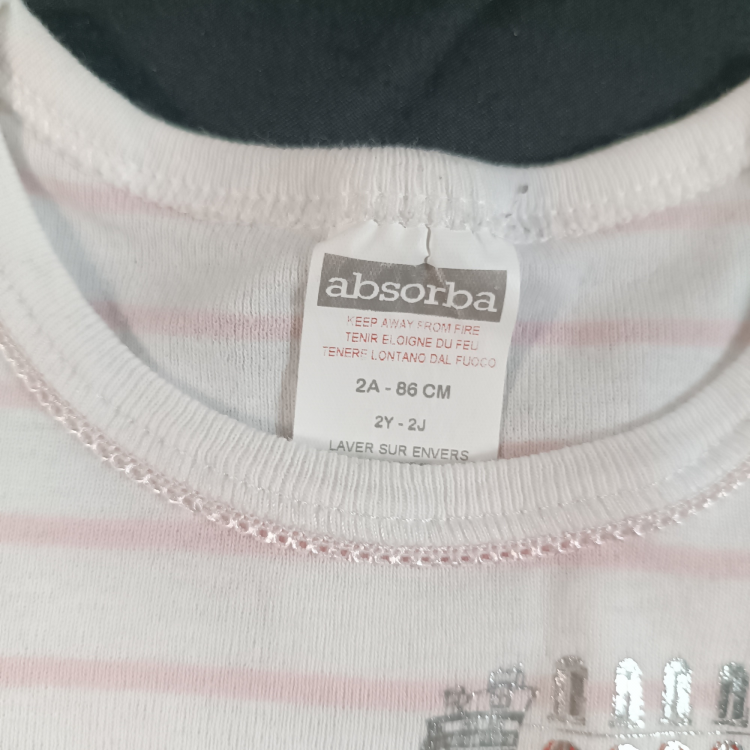 absorba
KEEP AWAY FROM FIRE
TENIR ELOIGNE DU FEU
TENERE LONTANO DAL FUOCO
2A - 86 CM
2Y - 2J
LAVER SUR ENVERS